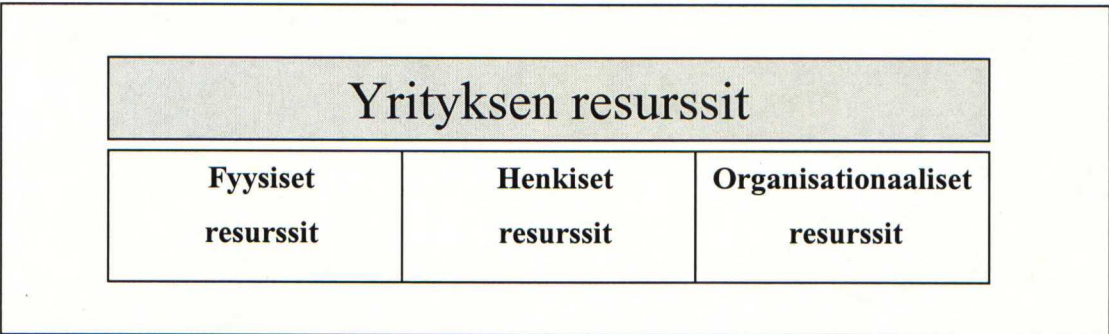 Yrityksen resurssit
Fyysiset
resurssit
Henkiset
resurssit
Organisationaaliset
resurssit